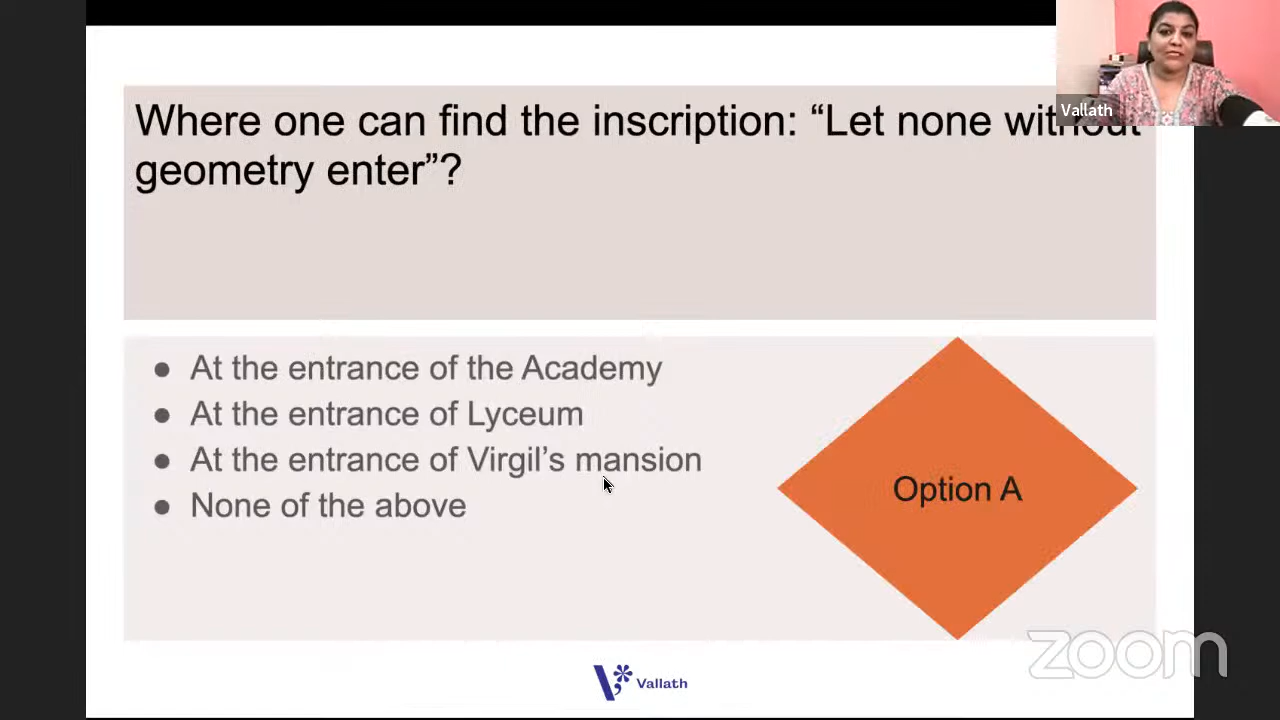 Where one can find the inscription: “Let none without
geometry enter”?
Vallath
● At the entrance of the Academy
● At the entrance of Lyceum
● At the entrance of Virgil’s mansion
● None of the above
Option A
zoom
Vallath